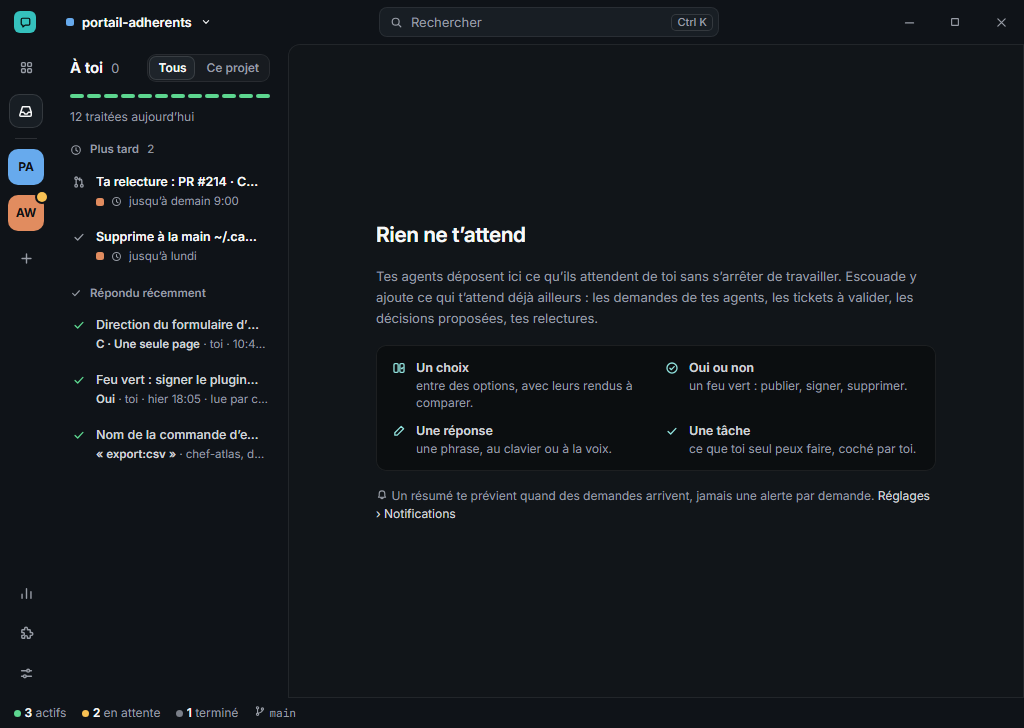 portail-adherents
Rechercher
Ctrl K
À toi 0
Tous
Ce projet
12 traitées aujourd’hui
Plus tard 2
PA
AW
Ta relecture : PR #214 · C…
jusqu’à demain 9:00
Supprime à la main ~/.ca…
jusqu’à lundi
Répondu récemment
Direction du formulaire d’…
C · Une seule page · toi · 10:4…
Feu vert : signer le plugin…
Oui · toi · hier 18:05 · lue par c…
Nom de la commande d’e…
« export:csv » · chef-atlas, d…
Rien ne t’attend
Tes agents déposent ici ce qu’ils attendent de toi sans s’arrêter de travailler. Escouade y
ajoute ce qui t’attend déjà ailleurs : les demandes de tes agents, les tickets à valider, les
décisions proposées, tes relectures.
Un choix
entre des options, avec leurs rendus à
comparer.
Oui ou non
un feu vert : publier, signer, supprimer.
Une réponse
une phrase, au clavier ou à la voix.
Une tâche
ce que toi seul peux faire, coché par toi.
Un résumé te prévient quand des demandes arrivent, jamais une alerte par demande. Réglages
› Notifications
3 actifs
2 en attente
1 terminé
main